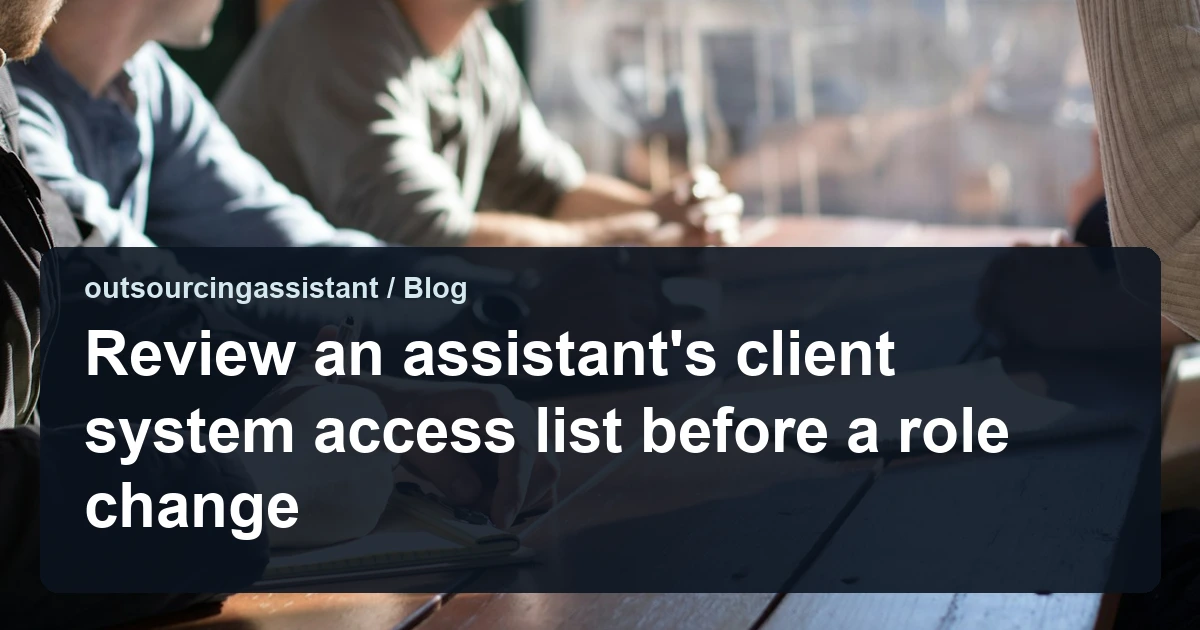 outsourcingassistant / Blog
Review an assistant's client
system access list before a role
change